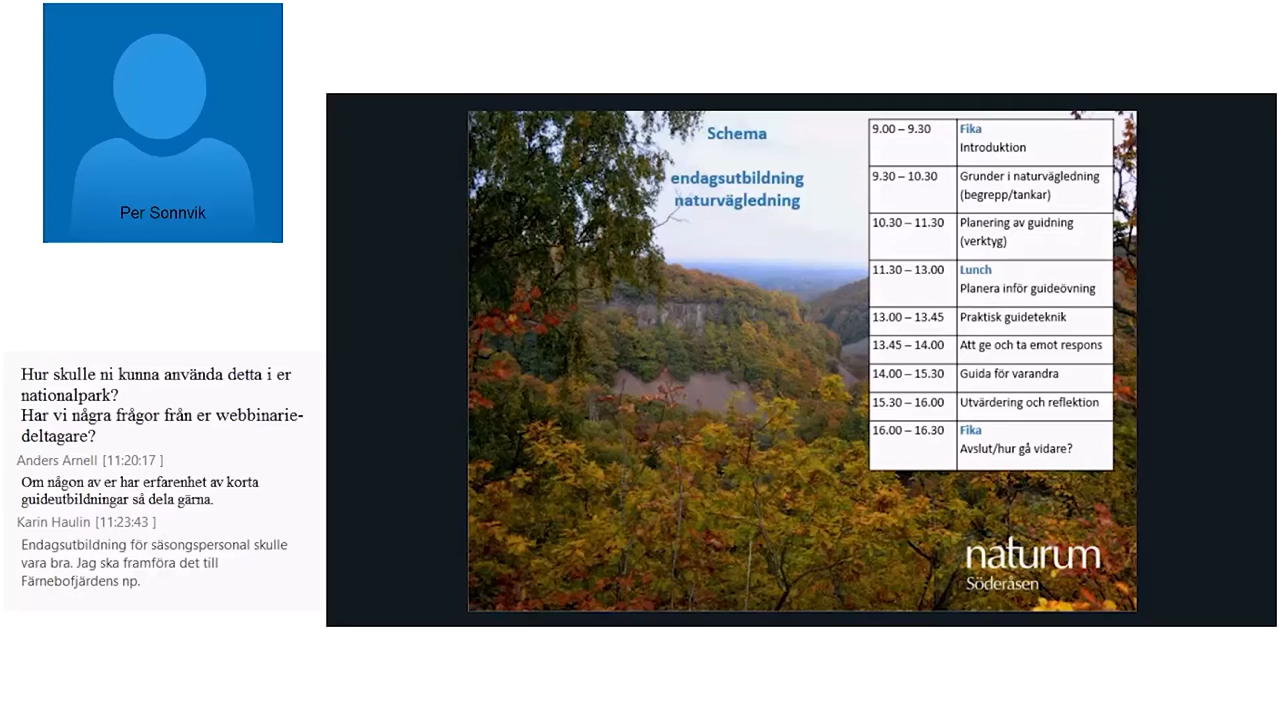 Per Sonnvik
Hur skulle ni kunna använda detta i er
nationalpark?
Har vi några frågor från er webbinarie-
deltagare?
Anders Arnell [11:20:17 ]
Om någon av er har erfarenhet av korta
guideutbildningar så dela gärna.
Karin Haulin [11:23:43 ]
Endagsutbildning för säsongspersonal skulle
vara bra. Jag ska framföra det till
Färnebofjärdens np.
Schema
endagsutbildning
naturvägledning
9.00 – 9.30 Fika
Introduktion
9.30 – 10.30 Grunder i naturvägledning
(begrepp/tankar)
10.30 – 11.30 Planering av guidning
(verktyg)
11.30 – 13.00 Lunch
Planera inför guideövning
13.00 – 13.45 Praktisk guideteknik
13.45 – 14.00 Att ge och ta emot respons
14.00 – 15.30 Guida för varandra
15.30 – 16.00 Utvärdering och reflektion
16.00 – 16.30 Fika
Avslut/hur gå vidare?
naturum
Söderåsen